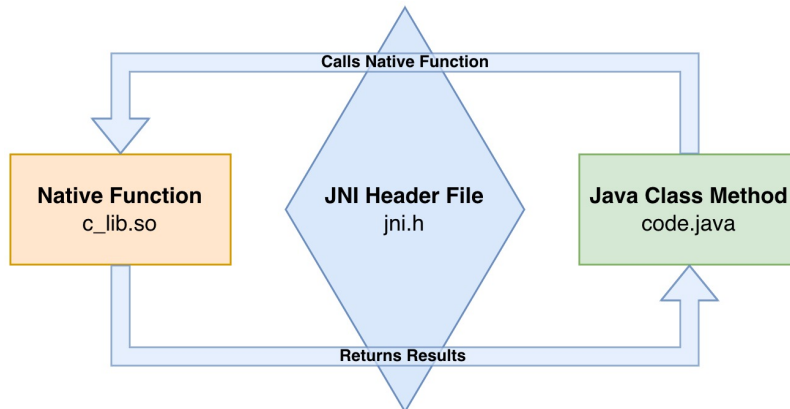 Calls Native Function
Native Function
c_lib.so
JNI Header File
jni.h
Java Class Method
code.java
Returns Results